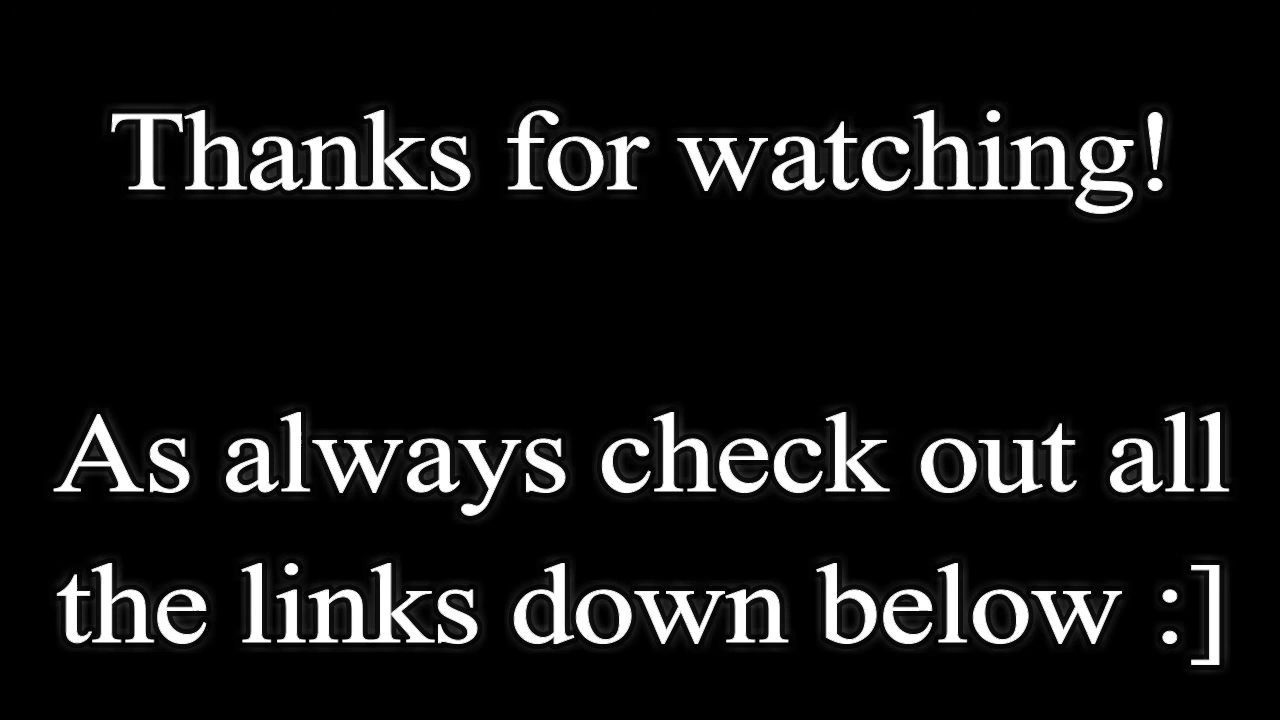 Thanks for watching!
As always check out all
the links down below :]